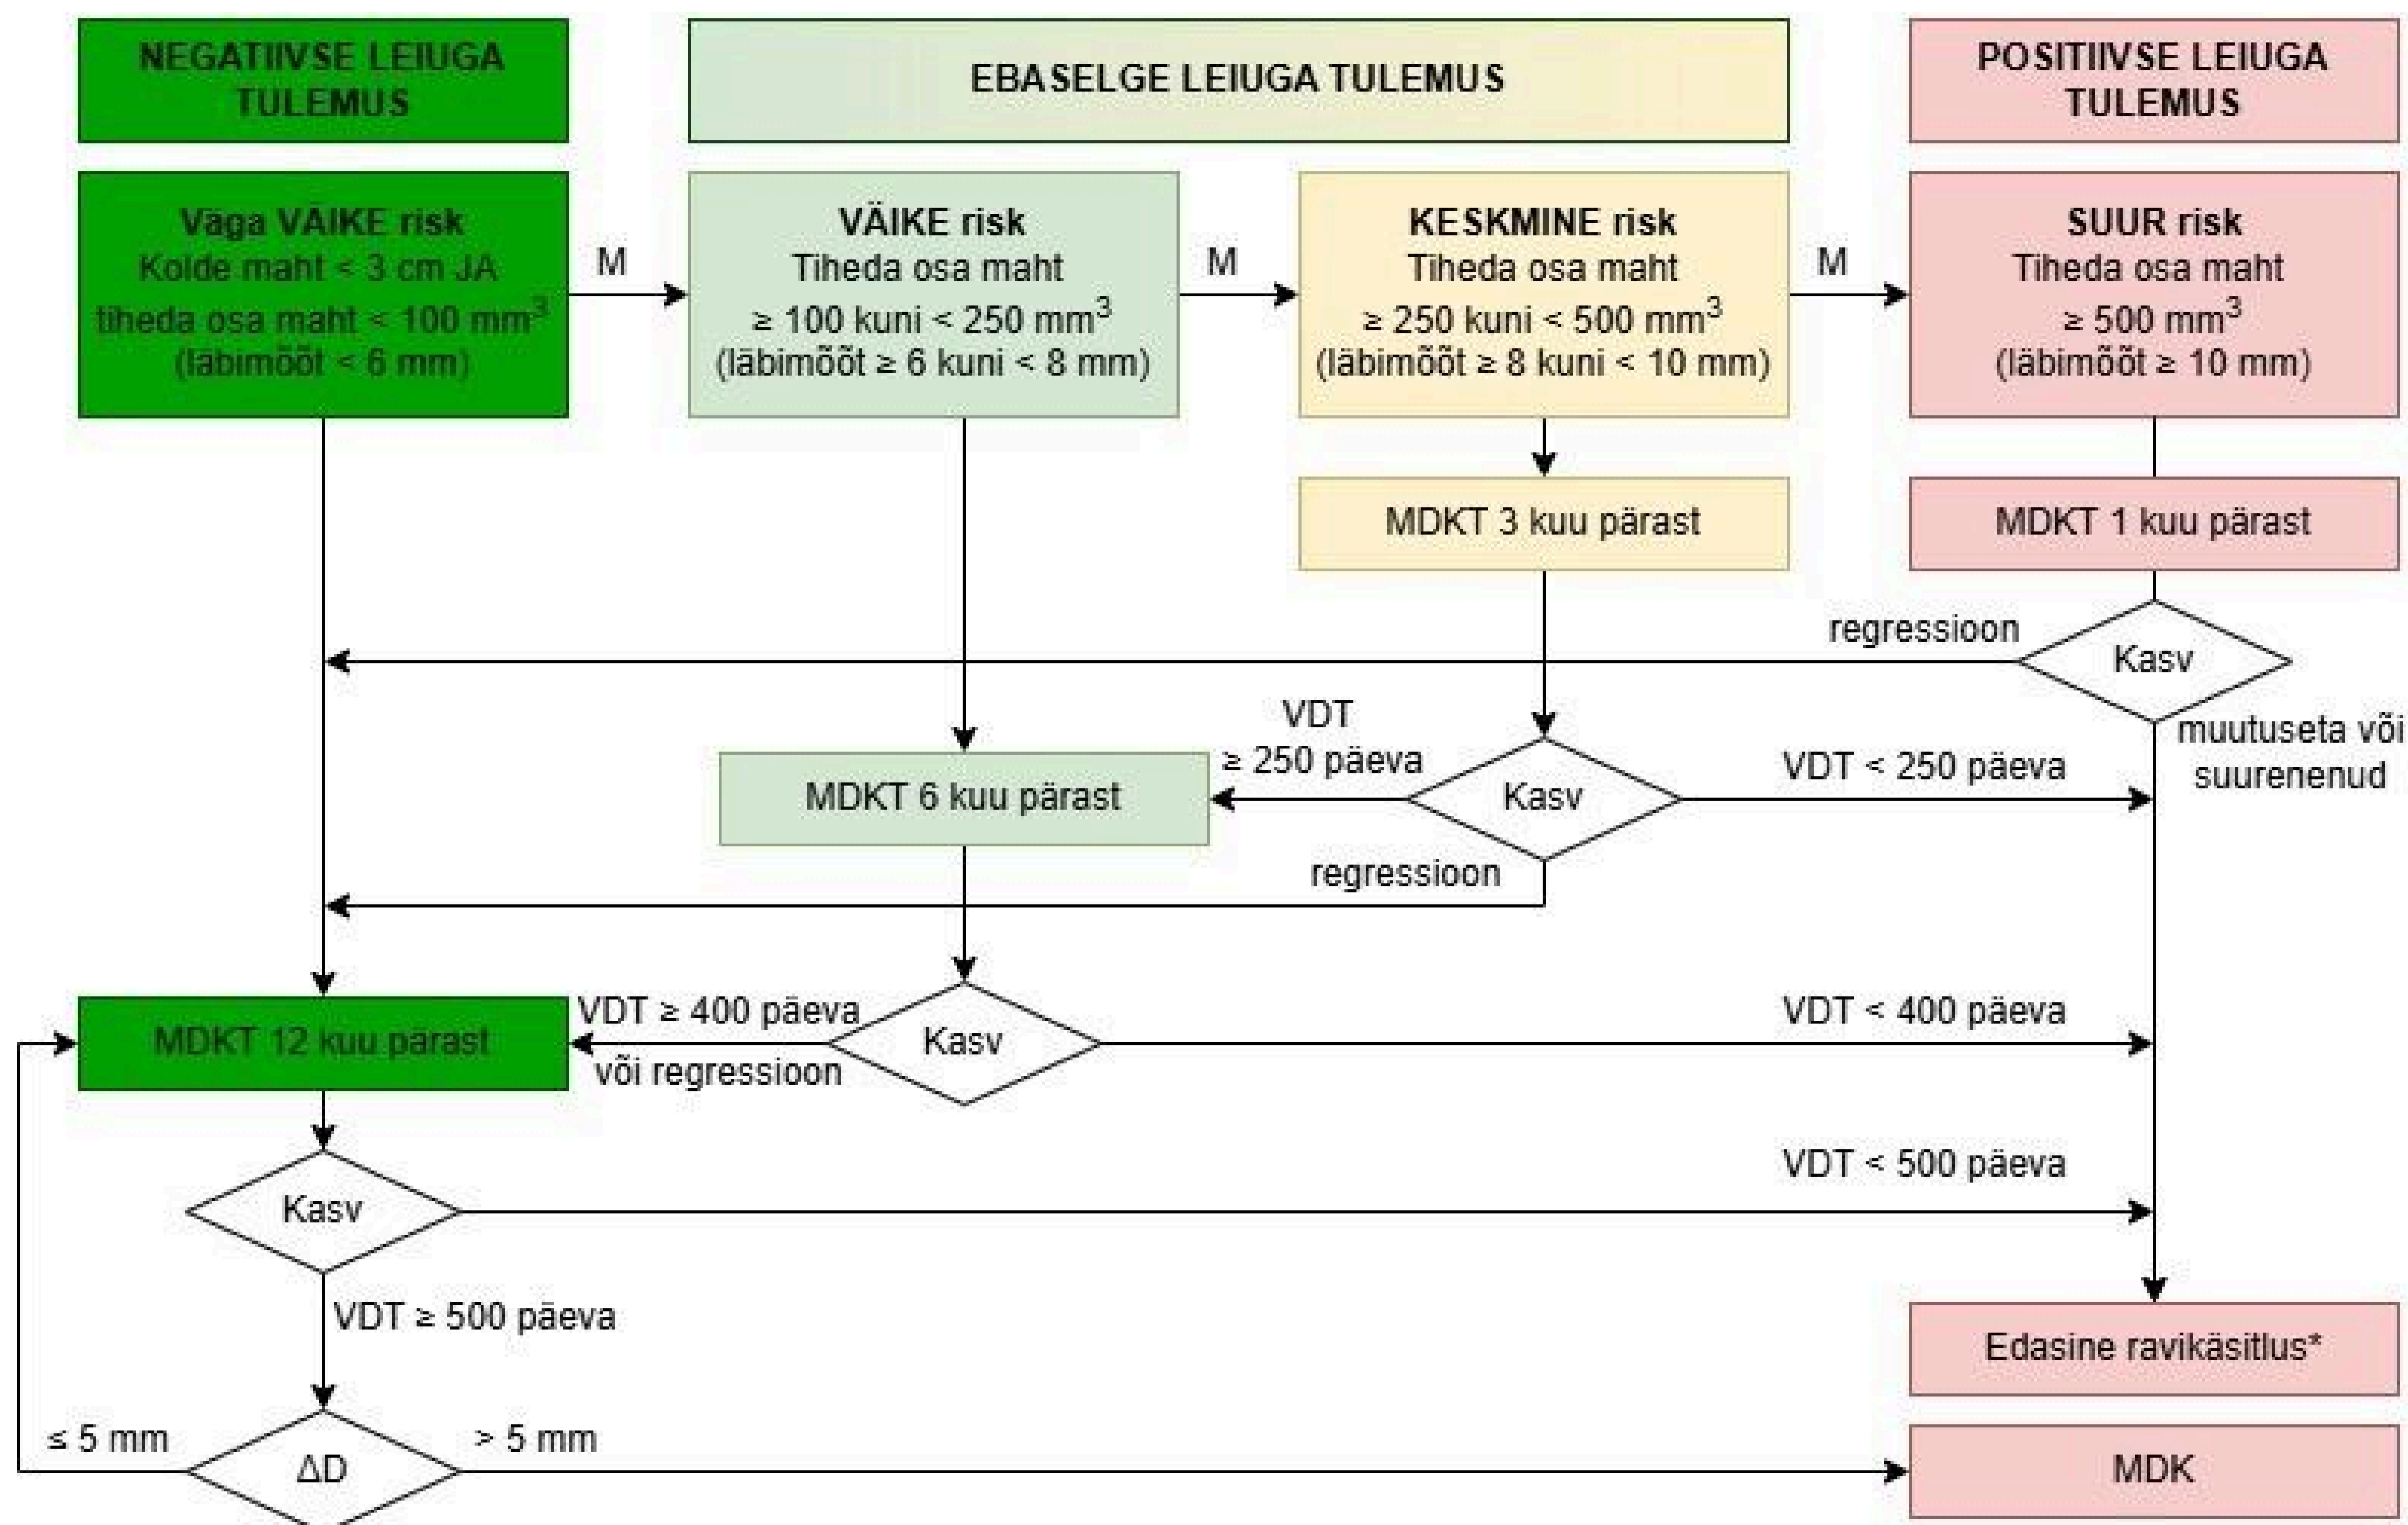 NEGATIIVSE LEIUGA
TULEMUS
EBASELGE LEIUGA TULEMUS
POSITIIVSE LEIUGA
TULEMUS
Väga VÄIKE risk
Kolde maht < 3 cm JA
tiheda osa maht < 100 mm³
(läbimõõt < 6 mm)
M
VÄIKE risk
Tiheda osa maht
≥ 100 kuni < 250 mm³
(läbimõõt ≥ 6 kuni < 8 mm)
M
KESKMINE risk
Tiheda osa maht
≥ 250 kuni < 500 mm³
(läbimõõt ≥ 8 kuni < 10 mm)
M
SUUR risk
Tiheda osa maht
≥ 500 mm³
(läbimõõt ≥ 10 mm)
MDKT 3 kuu pärast
MDKT 1 kuu pärast
regressioon
Kasv
muutuseta või
suurenenud
VDT
≥ 250 päeva
MDKT 6 kuu pärast
Kasv
VDT < 250 päeva
regressioon
MDKT 12 kuu pärast
VDT ≥ 400 päeva
või regressioon
Kasv
VDT < 400 päeva
Kasv
VDT < 500 päeva
VDT ≥ 500 päeva
Edasine ravikäsitlus*
≤ 5 mm
ΔD
> 5 mm
MDK